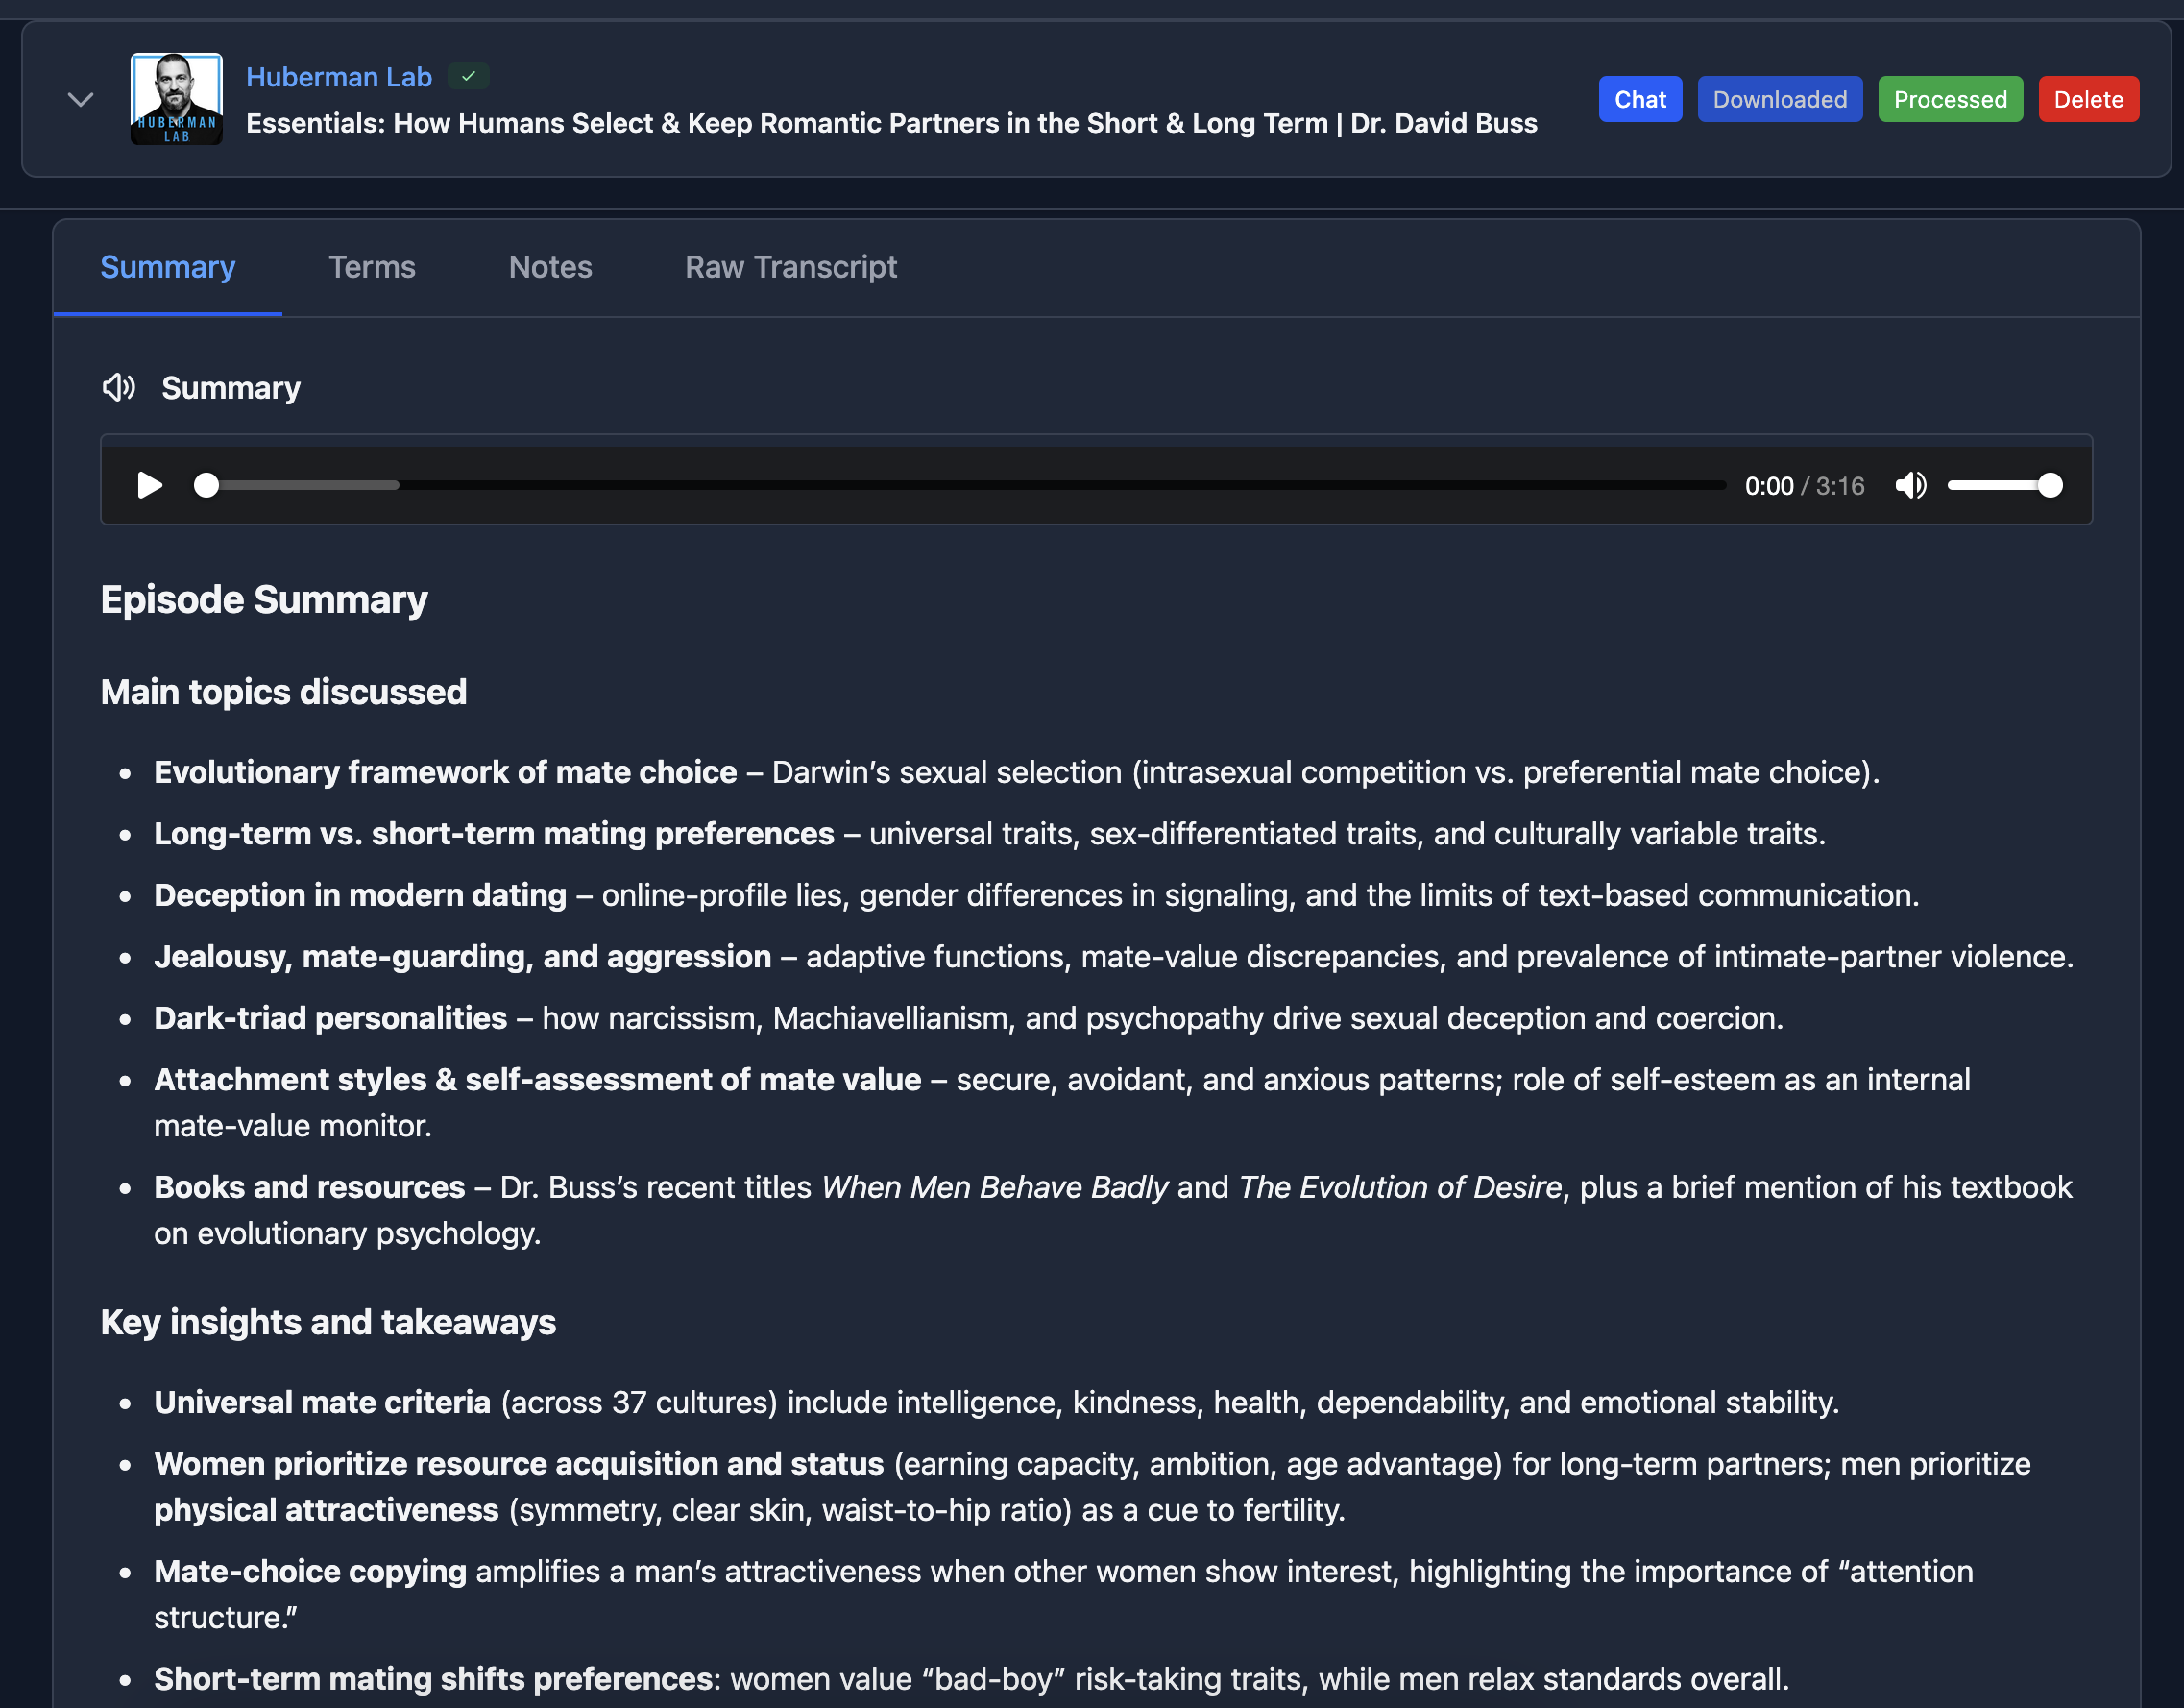 HUBERMAN
LAB
Huberman Lab
Essentials: How Humans Select & Keep Romantic Partners in the Short & Long Term | Dr. David Buss
Chat
Downloaded
Processed
Delete
Summary
Terms
Notes
Raw Transcript
Summary
0:00 / 3:16
Episode Summary
Main topics discussed
• Evolutionary framework of mate choice – Darwin’s sexual selection (intrasexual competition vs. preferential mate choice).
• Long-term vs. short-term mating preferences – universal traits, sex-differentiated traits, and culturally variable traits.
• Deception in modern dating – online-profile lies, gender differences in signaling, and the limits of text-based communication.
• Jealousy, mate-guarding, and aggression – adaptive functions, mate-value discrepancies, and prevalence of intimate-partner violence.
• Dark-triad personalities – how narcissism, Machiavellianism, and psychopathy drive sexual deception and coercion.
• Attachment styles & self-assessment of mate value – secure, avoidant, and anxious patterns; role of self-esteem as an internal
mate-value monitor.
• Books and resources – Dr. Buss’s recent titles When Men Behave Badly and The Evolution of Desire, plus a brief mention of his textbook
on evolutionary psychology.
Key insights and takeaways
• Universal mate criteria (across 37 cultures) include intelligence, kindness, health, dependability, and emotional stability.
• Women prioritize resource acquisition and status (earning capacity, ambition, age advantage) for long-term partners; men prioritize
physical attractiveness (symmetry, clear skin, waist-to-hip ratio) as a cue to fertility.
• Mate-choice copying amplifies a man’s attractiveness when other women show interest, highlighting the importance of “attention
structure.”
• Short-term mating shifts preferences: women value “bad-boy” risk-taking traits, while men relax standards overall.